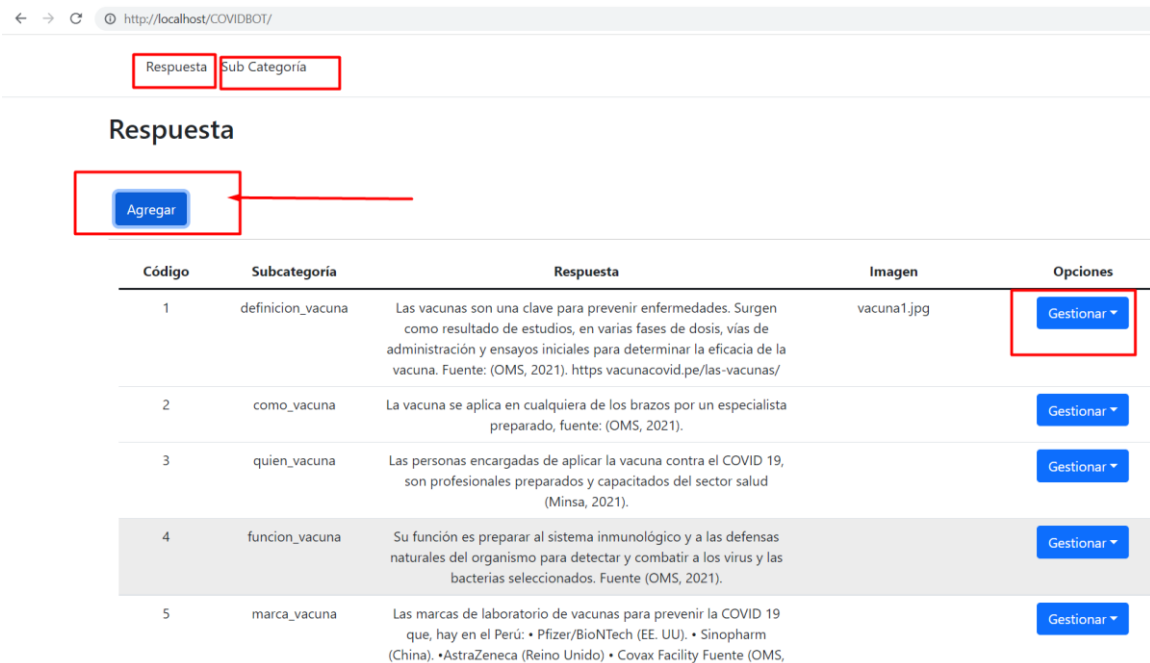 http://localhost/COVIDBOT/
Respuesta Sub Categoría
Respuesta
Agregar
Código Subcategoría Respuesta Imagen Opciones
1 definicion_vacuna Las vacunas son una clave para prevenir enfermedades. Surgen vacuna1.jpg Gestionar
como resultado de estudios, en varias fases de dosis, vías de
administración y ensayos iniciales para determinar la eficacia de la
vacuna. Fuente: (OMS, 2021). https vacunacovid.pe/las-vacunas/
2 como_vacuna La vacuna se aplica en cualquiera de los brazos por un especialista Gestionar
preparado, fuente: (OMS, 2021).
3 quien_vacuna Las personas encargadas de aplicar la vacuna contra el COVID 19, Gestionar
son profesionales preparados y capacitados del sector salud
(Minsa, 2021).
4 funcion_vacuna Su función es preparar al sistema inmunológico y a las defensas Gestionar
naturales del organismo para detectar y combatir a los virus y las
bacterias seleccionados. Fuente (OMS, 2021).
5 marca_vacuna Las marcas de laboratorio de vacunas para prevenir la COVID 19 Gestionar
que, hay en el Perú: • Pfizer/BioNTech (EE. UU). • Sinopharm
(China). •AstraZeneca (Reino Unido) • Covax Facility Fuente (OMS,